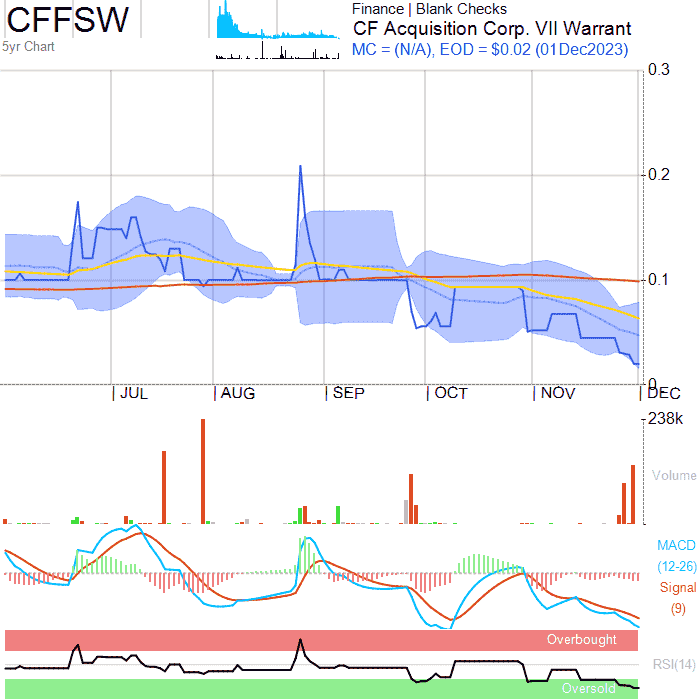 CFFSW
5yr Chart
Finance | Blank Checks
CF Acquisition Corp. VII Warrant
MC = (N/A), EOD = $0.02 (01Dec2023)
0.3
0.2
0.1
0
JUL AUG SEP OCT NOV DEC
238k
Volume
MACD
(12-26)
Signal
(9)
Overbought
RSI(14)
Oversold